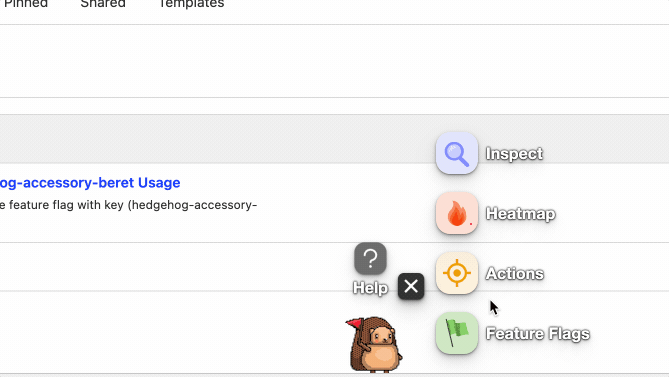 Pinned Shared Templates
og-accessory-beret Usage
e feature flag with key (hedgehog-accessory-
Inspect
Heatmap
Actions
?
Help
Feature Flags